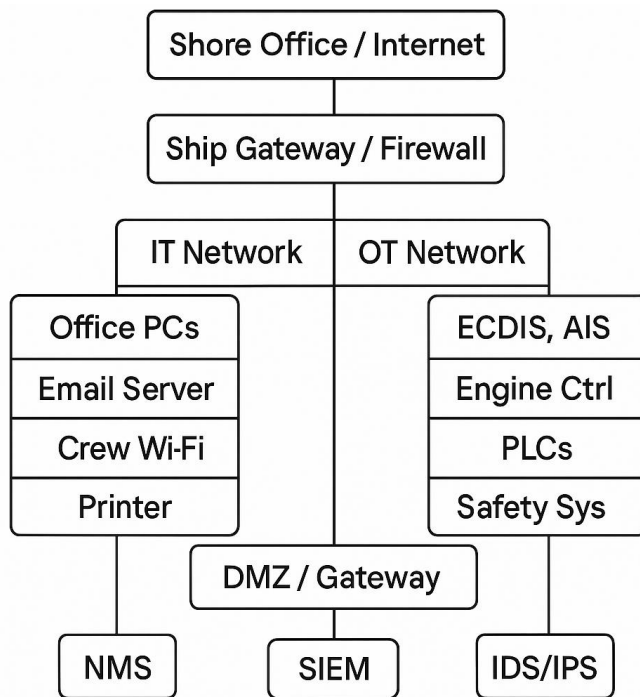 Shore Office / Internet
Ship Gateway / Firewall
IT Network
OT Network
Office PCs
Email Server
Crew Wi-Fi
Printer
ECDIS, AIS
Engine Ctrl
PLCs
Safety Sys
DMZ / Gateway
NMS
SIEM
IDS/IPS